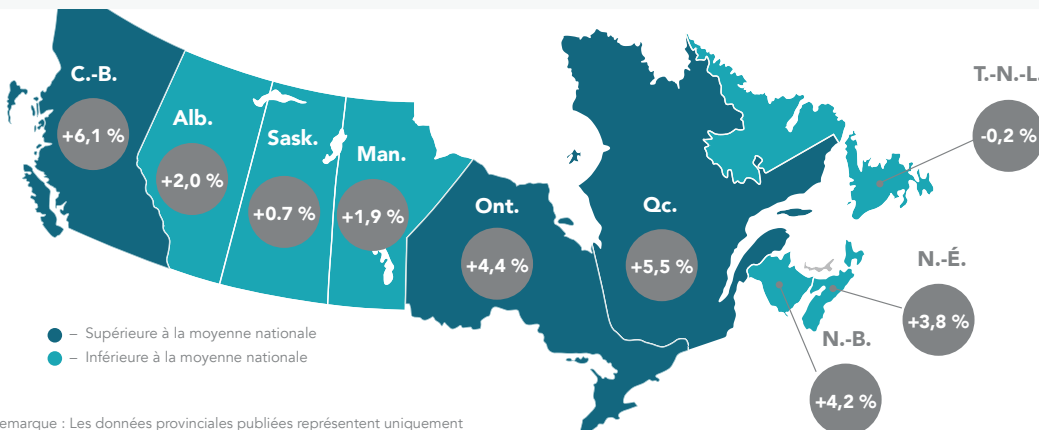 C.-B.
+6,1 %
Alb.
+2,0 %
Sask.
+0.7 %
Man.
+1,9 %
Ont.
+4,4 %
Qc.
+5,5 %
T.-N.-L.
-0,2 %
N.-É.
+3,8 %
N.-B.
+4,2 %
– Supérieure à la moyenne nationale
– Inférieure à la moyenne nationale
emarque : Les données provinciales publiées représentent uniquement